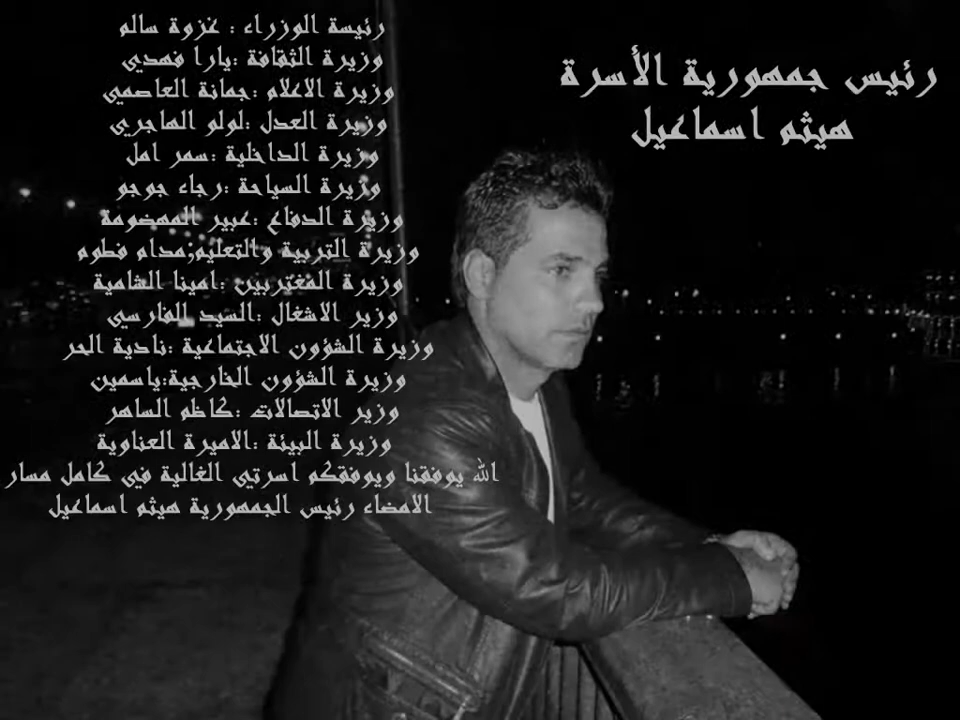 رئيس جمهورية الأسرة
هيثم اسماعيل
رئيسة الوزراء : غزوة سالم
وزيرة الثقافة :يارا فهدي
وزيرة الاعلام :جمانة العاصمي
وزيرة العدل :لولو الهاجري
وزيرة الداخلية :سمر امل
وزيرة السياحة :رجاء جوجو
وزيرة الدفاع :عبير المهضومة
وزيرة التربية والتعليم;مدام فطوم
وزيرة المغتربين :امينا الشامية
وزير الاشغال :السيد الفارسي
وزيرة الشؤون الاجتماعية :نادية الحر
وزيرة الشؤون الخارجية:ياسمين
وزير الاتصالات :كاظم الساهر
وزيرة البيئة :الاميرة العناوية
الله يوفقنا ويوفقكم اسرتي الغالية في كامل مسار
الامضاء رئيس الجمهورية هيثم اسماعيل